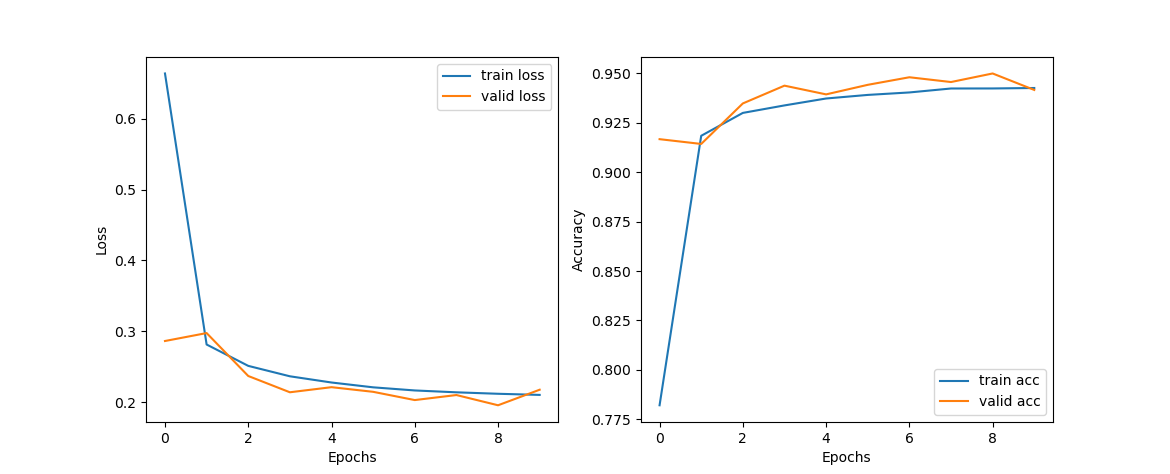 train loss
valid loss
0.6
0.5
0.4
0.3
0.2
Loss
0 2 4 6 8
Epochs
0.950
0.925
0.900
0.875
0.850
0.825
0.800
0.775
Accuracy
train acc
valid acc
0 2 4 6 8
Epochs